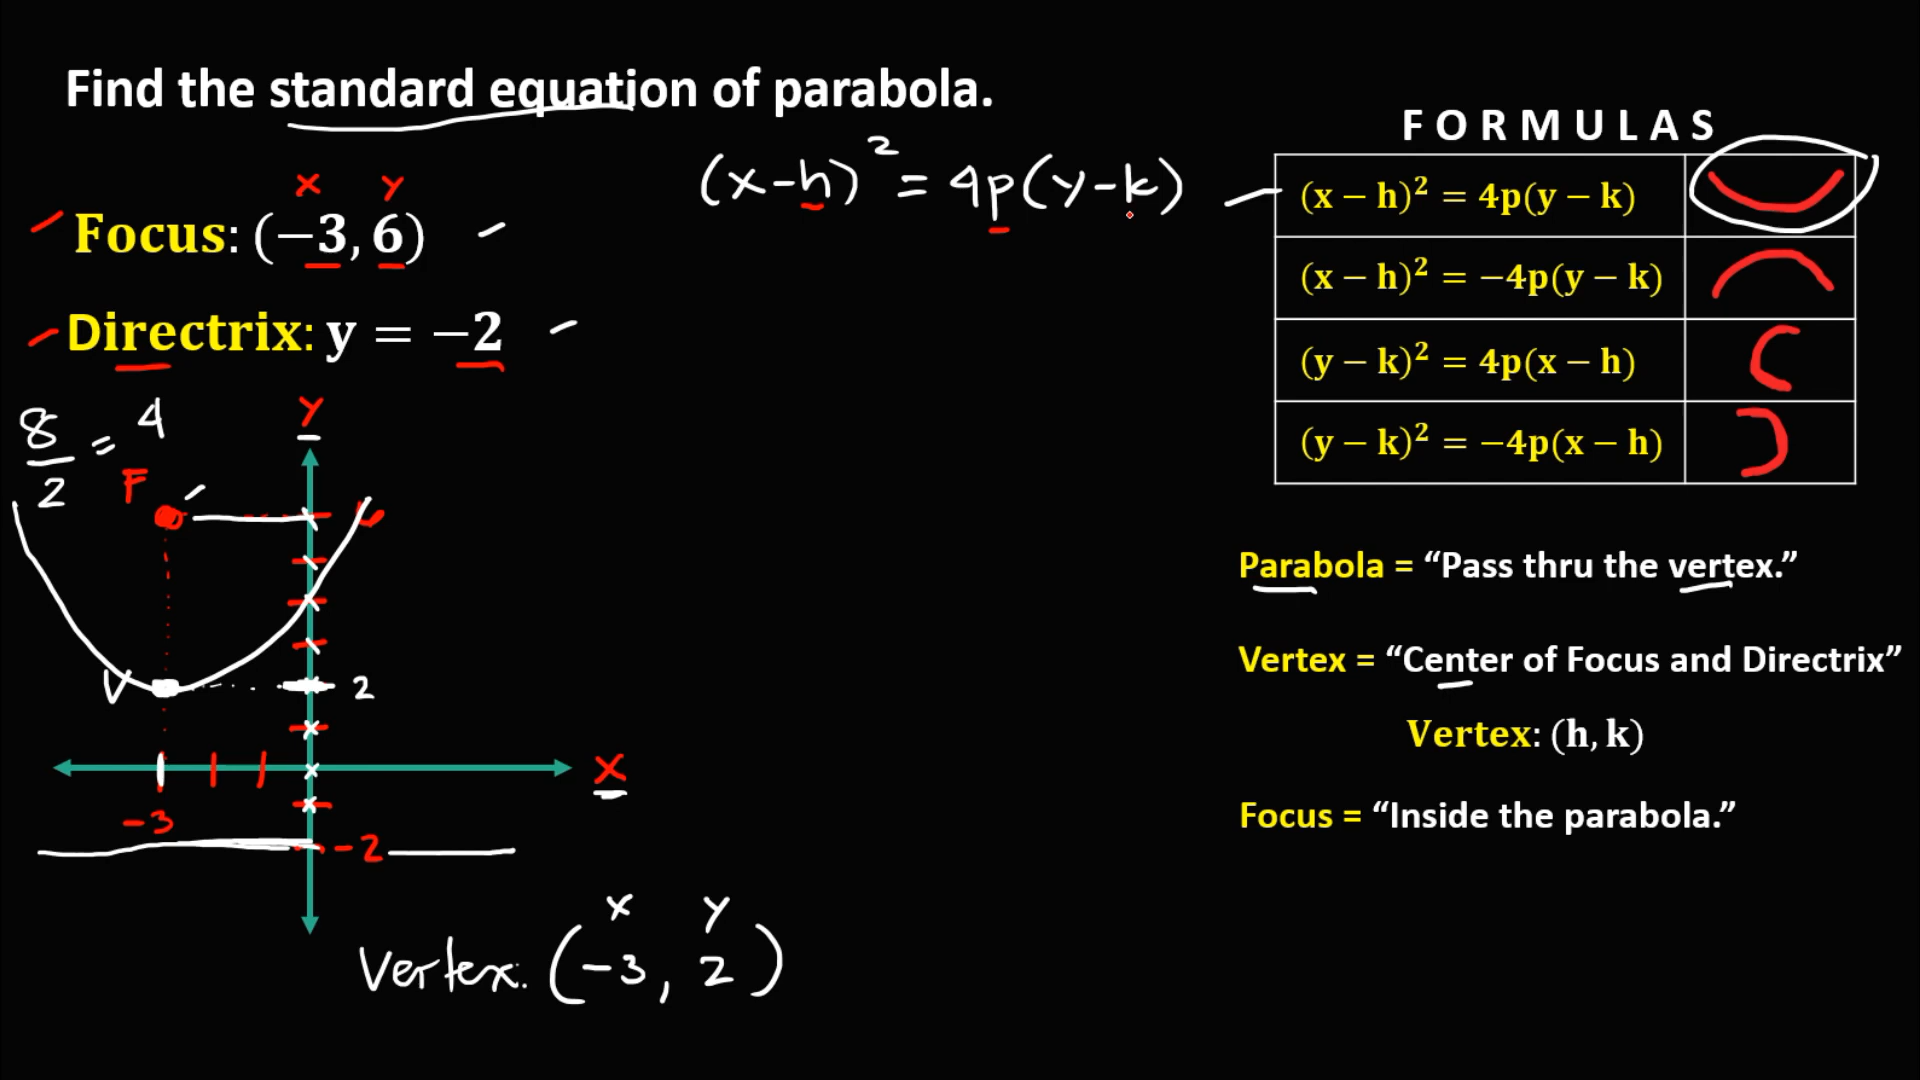 Find the standard equation of parabola.
x y
Focus: (−3, 6)
Directrix: y = −2
(x-h)² = 4p(y-k)
FORMULAS
(x − h)² = 4p(y − k)
(x − h)² = −4p(y − k)
(y − k)² = 4p(x − h)
(y − k)² = −4p(x − h)
8/2 = 4
Y
F
6
V
2
X
-3
-2
Parabola = “Pass thru the vertex.”
Vertex = “Center of Focus and Directrix”
Vertex: (h, k)
Focus = “Inside the parabola.”
x y
Vertex: (-3, 2)